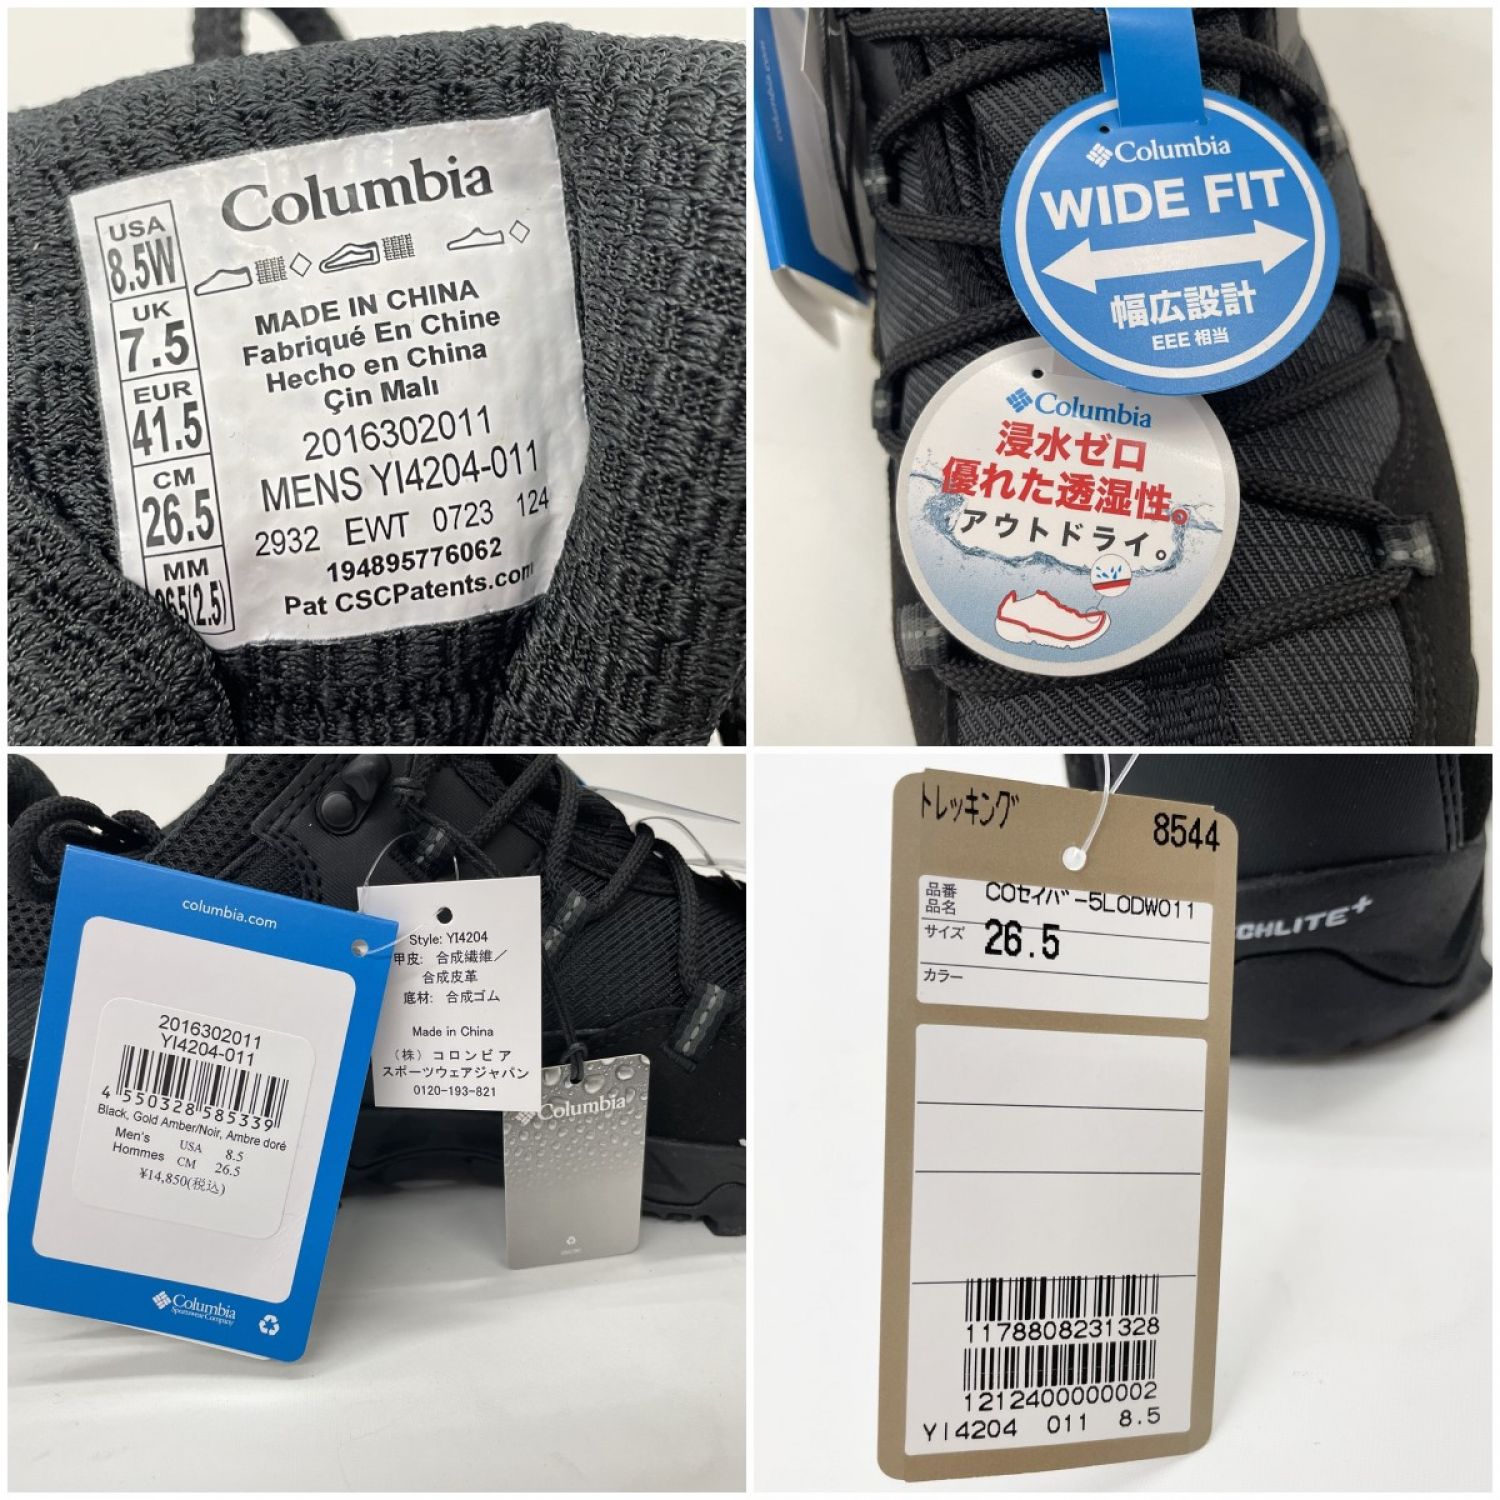 Columbia
USA
8.5W
UK
7.5
EUR
41.5
CM
26.5
MM
265(2.5)
MADE IN CHINA
Fabriqué En Chine
Hecho en China
Çin Malı
2016302011
MENS YI4204-011
2932 EWT 0723 124
194895776062
Pat CSCPatents.com
columbia.com
Columbia
WIDE FIT
幅広設計
EEE 相当
Columbia
浸水ゼロ
優れた透湿性。
アウトドライ。
columbia.com
2016302011
YI4204-011
4 550328 585339
Black, Gold Amber/Noir, Ambre doré
Men's USA 8.5
Hommes CM 26.5
¥14,850(税込)
Columbia
Sportswear Company
Style: YI4204
甲皮: 合成繊維／
合成皮革
底材: 合成ゴム
Made in China
（株）コロンビア
スポーツウェアジャパン
0120-193-821
Columbia
トレッキング
8544
品番
品名
COセイバｰ-5LODW011
サイズ 26.5
カラー
1178808231328
1212400000002
YI4204 011 8.5
CHLITE+